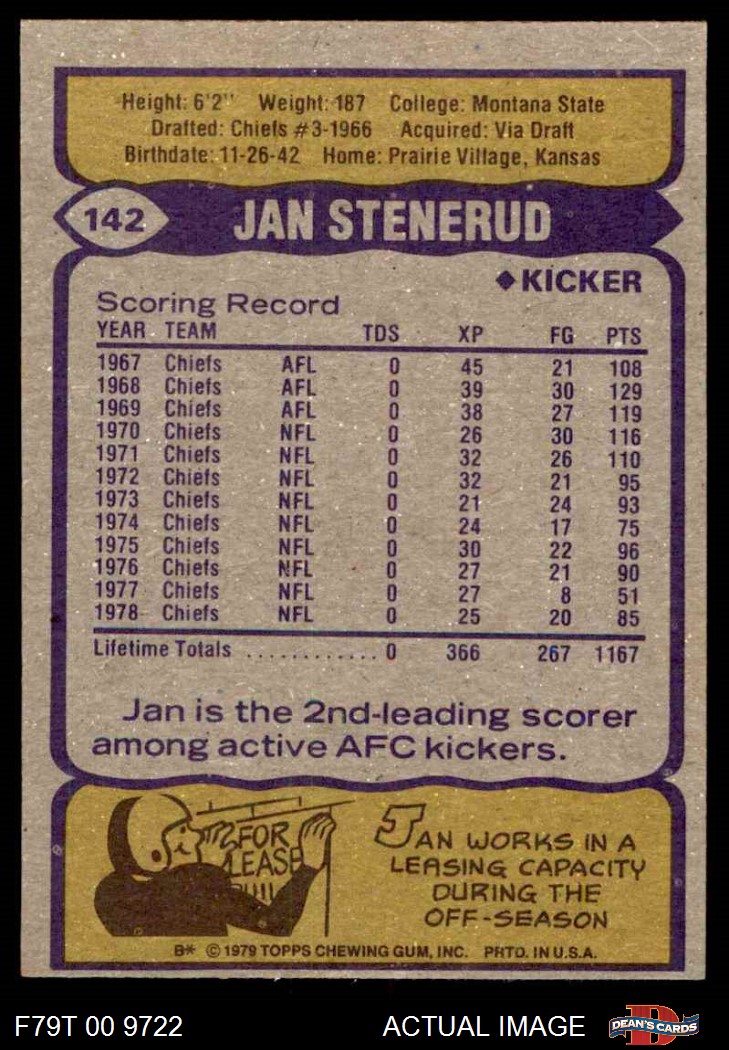 Height: 6'2" Weight: 187 College: Montana State
Drafted: Chiefs #3-1966 Acquired: Via Draft
Birthdate: 11-26-42 Home: Prairie Village, Kansas
142 JAN STENERUD
◆KICKER
Scoring Record
YEAR TEAM TDS XP FG PTS
1967 Chiefs AFL 0 45 21 108
1968 Chiefs AFL 0 39 30 129
1969 Chiefs AFL 0 38 27 119
1970 Chiefs NFL 0 26 30 116
1971 Chiefs NFL 0 32 26 110
1972 Chiefs NFL 0 32 21 95
1973 Chiefs NFL 0 21 24 93
1974 Chiefs NFL 0 24 17 75
1975 Chiefs NFL 0 30 22 96
1976 Chiefs NFL 0 27 21 90
1977 Chiefs NFL 0 27 8 51
1978 Chiefs NFL 0 25 20 85
Lifetime Totals ............ 0 366 267 1167
Jan is the 2nd-leading scorer
among active AFC kickers.
FOR
LEASE
JAN WORKS IN A
LEASING CAPACITY
DURING THE
OFF-SEASON
B* © 1979 TOPPS CHEWING GUM, INC. PRTD. IN U.S.A.
F79T 00 9722 ACTUAL IMAGE DEAN'S CARDS